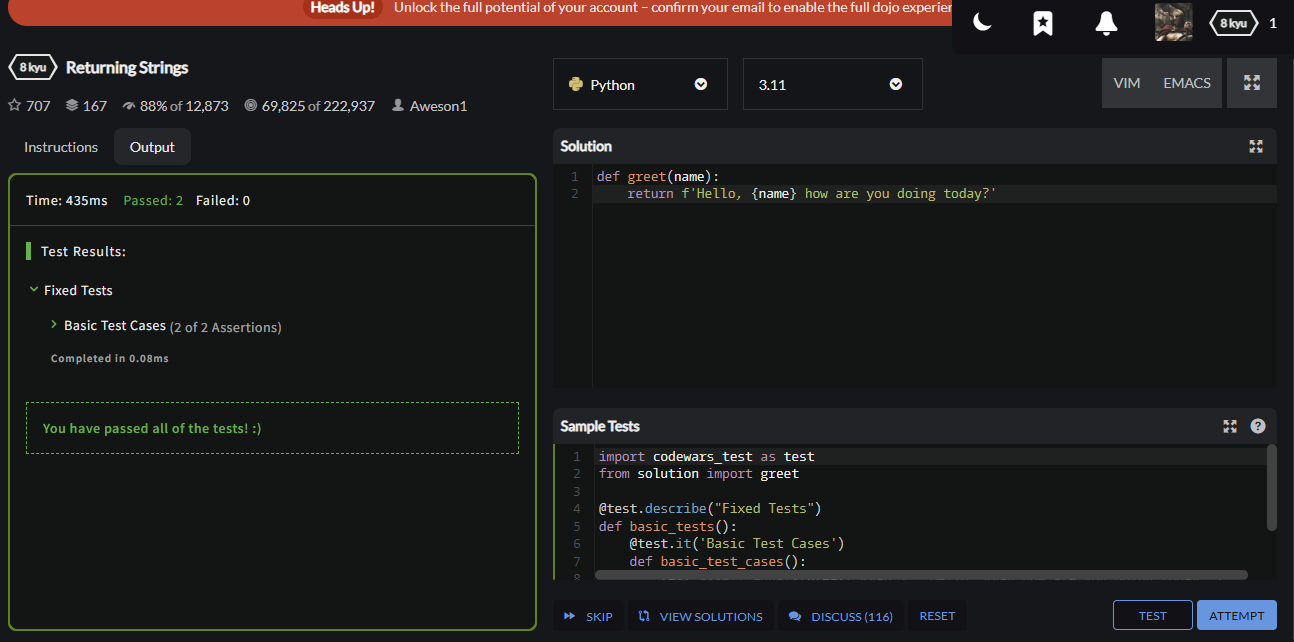 Heads Up! Unlock the full potential of your account – confirm your email to enable the full dojo experien
8 kyu 1
8 kyu Returning Strings
707 167 88% of 12,873 69,825 of 222,937 Aweson1
Instructions Output
Time: 435ms Passed: 2 Failed: 0
Test Results:
Fixed Tests
Basic Test Cases (2 of 2 Assertions)
Completed in 0.08ms
You have passed all of the tests! :)
Python 3.11 VIM EMACS
Solution
1 def greet(name):
2 return f'Hello, {name} how are you doing today?'
Sample Tests
1 import codewars_test as test
2 from solution import greet
3
4 @test.describe("Fixed Tests")
5 def basic_tests():
6 @test.it('Basic Test Cases')
7 def basic_test_cases():
8
SKIP VIEW SOLUTIONS DISCUSS (116) RESET TEST ATTEMPT